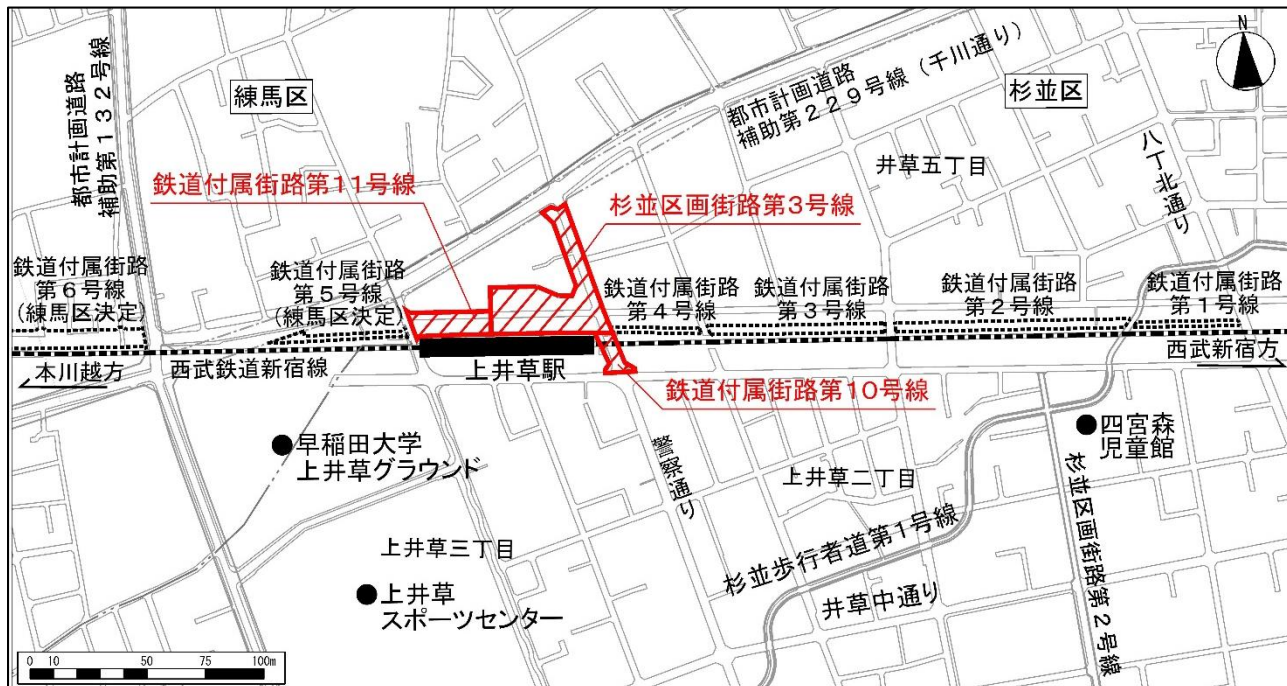 都市計画道路
補助第132号線
練馬区
都市計画道路
補助第229号線(千川通り)
杉並区
N
井草五丁目
八丁北通り
鉄道付属街路第11号線
杉並区画街路第3号線
鉄道付属街路
第6号線
(練馬区決定)
鉄道付属街路
第5号線
(練馬区決定)
鉄道付属街路
第4号線
鉄道付属街路
第3号線
鉄道付属街路
第2号線
鉄道付属街路
第1号線
本川越方
西武鉄道新宿線
上井草駅
西武新宿方
鉄道付属街路第10号線
早稲田大学
上井草グラウンド
警察通り
上井草二丁目
四宮森
児童館
上井草三丁目
杉並歩行者道第1号線
杉並区画街路第2号線
上井草
スポーツセンター
井草中通り
0 10 50 75 100m